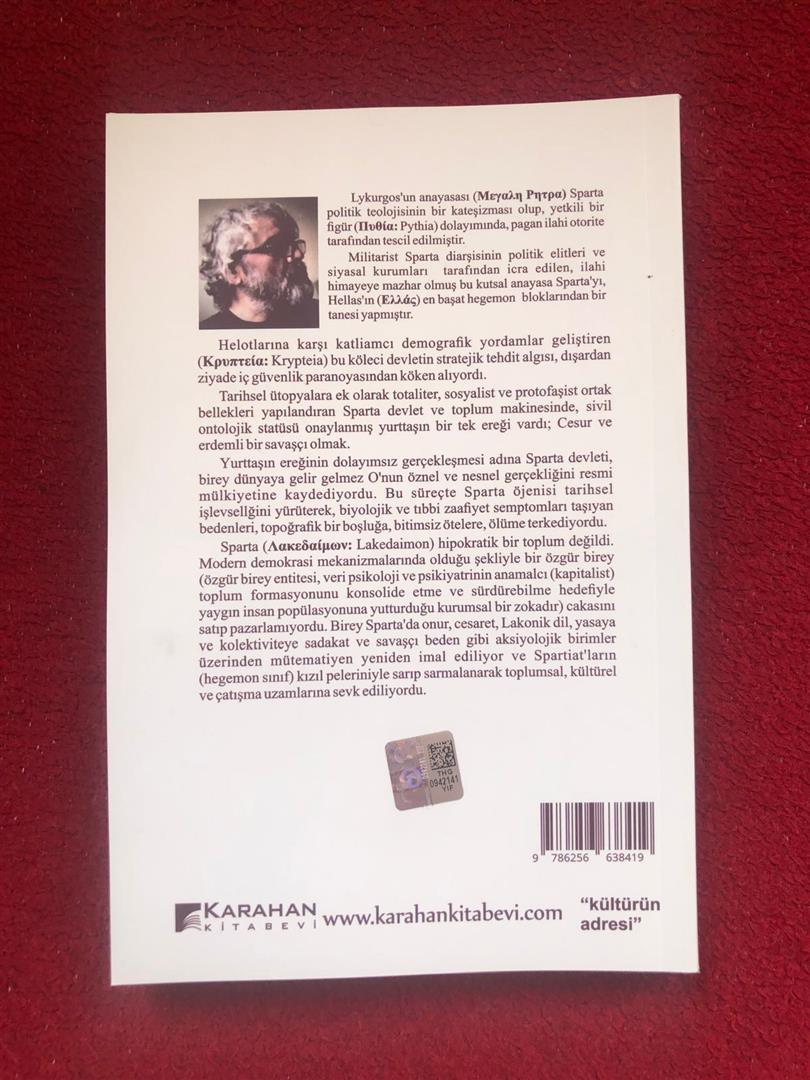 Lykurgos'un anayasası (Μεγαλη Ρητρα) Sparta
politik teolojisinin bir kateşizması olup, yetkili bir
figür (Πυθία: Pythia) dolayımında, pagan ilahi otorite
tarafından tescil edilmiştir.
Militarist Sparta diarşisinin politik elitleri ve
siyasal kurumları tarafından icra edilen, ilahi
himayeye mazhar olmuş bu kutsal anayasa Sparta'yı,
Hellas'ın (Ελλάς) en başat hegemon bloklarından bir
tanesi yapmıştır.
Helotlarına karşı katliamcı demografik yordamlar geliştiren
(Κρυπτεία: Krypteia) bu köleci devletin stratejik tehdit algısı, dışardan
ziyade iç güvenlik paranoyasından köken alıyordı.
Tarihsel ütopyalara ek olarak totaliter, sosyalist ve protofaşist ortak
bellekleri yapılandıran Sparta devlet ve toplum makinesinde, sivil
ontolojik statüsü onaylanmış yurttaşın bir tek ereği vardı; Cesur ve
erdemli bir savaşçı olmak.
Yurttaşın ereğinin dolayımsız gerçekleşmesi adına Sparta devleti,
birey dünyaya gelir gelmez O'nun öznel ve nesnel gerçekliğini resmi
mülkiyetine kaydediyordu. Bu süreçte Sparta öjenisi tarihsel
işlevsellğini yürüterek, biyolojik ve tıbbi zaafiyet semptomları taşıyan
bedenleri, topoğrafik bir boşluğa, bitimsiz ötelere, ölüme terkediyordu.
Sparta (Λακεδαίμων: Lakedaimon) hipokratik bir toplum değildi.
Modern demokrasi mekanizmalarında olduğu şekliyle bir özgür birey
(özgür birey entitesi, veri psikoloji ve psikiyatrinin anamalcı (kapitalist)
toplum formasyonunu konsolide etme ve sürdürebilme hedefiyle
yaygın insan popülasyonuna yutturduğu kurumsal bir zokadır) cakasını
satıp pazarlamıyordu. Birey Sparta'da onur, cesaret, Lakonik dil, yasaya
ve kolektiviteye sadakat ve savaşçı beden gibi aksiyolojik birimler
üzerinden mütematiyen yeniden imal ediliyor ve Spartiat'ların
(hegemon sınıf) kızıl peleriniyle sarıp sarmalanarak toplumsal, kültürel
ve çatışma uzamlarına sevk ediliyordu.
THG
0942141
YIF
9 786256 638419
KARAHAN
KİTABEVİ
www.karahankitabevi.com
“kültürün
adresi”